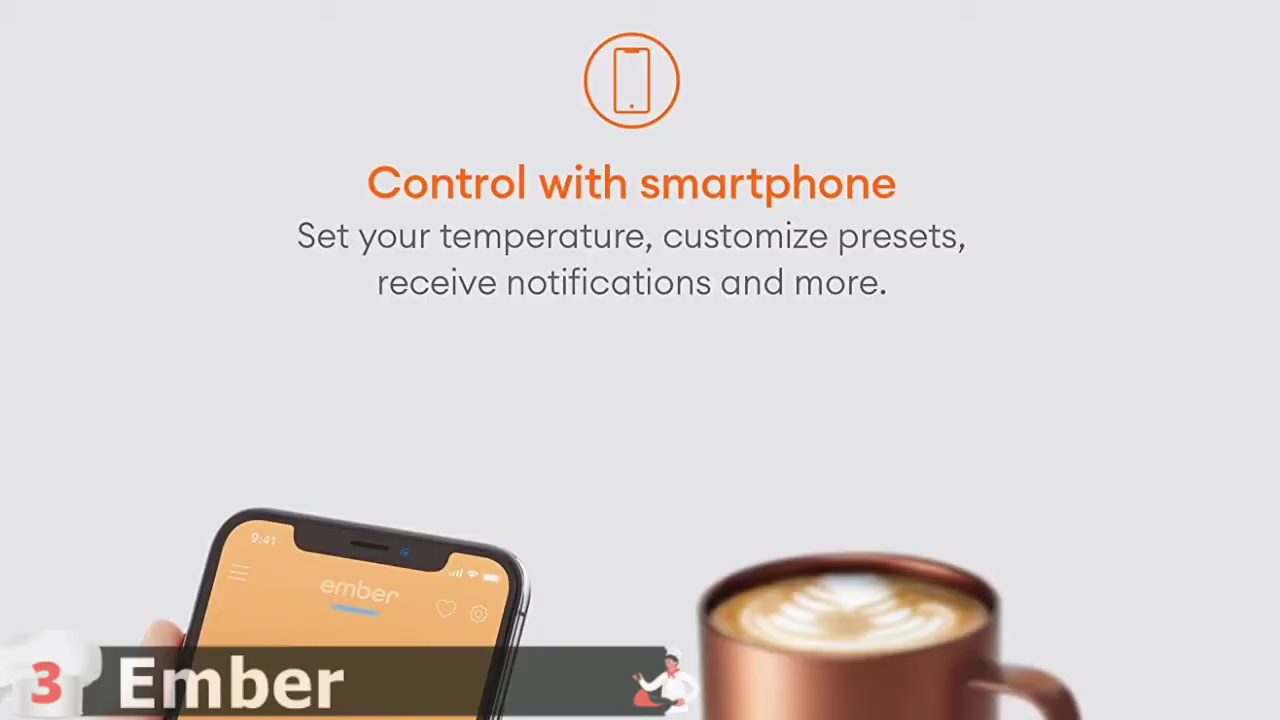 Control with smartphone
Set your temperature, customize presets,
receive notifications and more.
9:41
ember
3 Ember